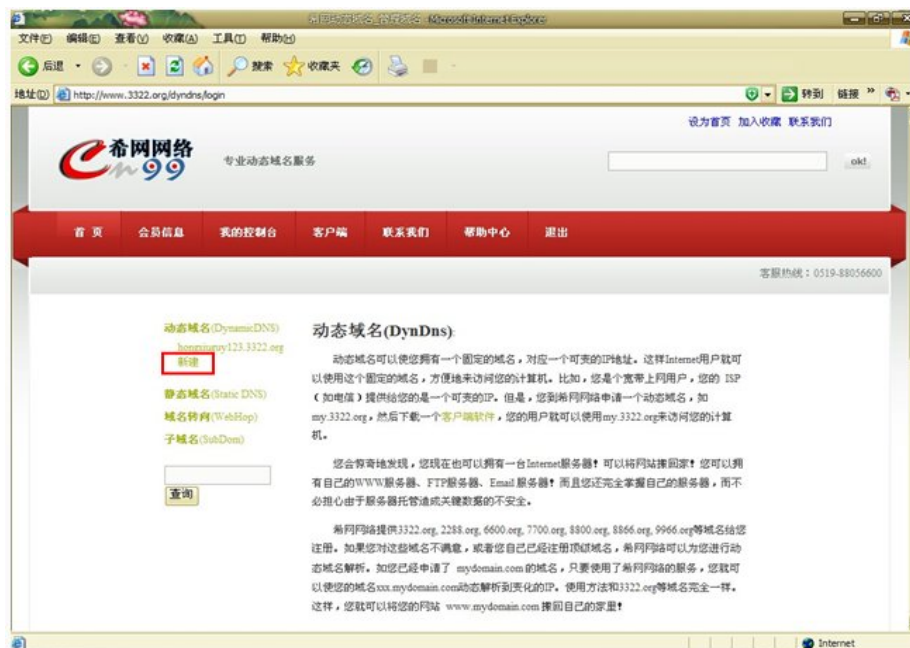 希网动态域名_管理域名 - Microsoft Internet Explorer
文件(F) 编辑(E) 查看(V) 收藏(A) 工具(T) 帮助(H)
后退 搜索 收藏夹
地址(D) http://www.3322.org/dyndns/login 转到 链接 »
设为首页 加入收藏 联系我们
希网网络
cn99
专业动态域名服务
ok!
首 页 会员信息 我的控制台 客户端 联系我们 帮助中心 退出
客服热线：0519-88056600
动态域名(DynamicDNS)
新建
静态域名(Static DNS)
域名转向(WebHop)
子域名(SubDom)
查询
动态域名(DynDns):
动态域名可以使您拥有一个固定的域名，对应一个可变的IP地址。这样Internet用户就可
以使用这个固定的域名，方便地来访问您的计算机。比如，您是个宽带上网用户，您的 ISP
（如电信）提供给您的是一个可变的IP。但是，您到希网网络申请一个动态域名，如
my.3322.org，然后下载一个客户端软件，您的用户就可以使用my.3322.org来访问您的计算
机。
您会惊奇地发现，您现在也可以拥有一台Internet服务器！可以将网站搬回家！您可以拥
有自己的WWW服务器、FTP服务器、Email 服务器！而且您还完全掌握自己的服务器，而不
必担心由于服务器托管造成关键数据的不安全。
希网网络提供3322.org, 2288.org, 6600.org, 7700.org, 8800.org, 8866.org, 9966.org等域名给您
注册。如果您对这些域名不满意，或者您自己已经注册顶级域名，希网网络可以为您进行动
态域名解析。如您已经申请了 mydomain.com 的域名，只要使用了希网网络的服务，您就可
以使您的域名xxx.mydomain.com动态解析到变化的IP。使用方法和3322.org等域名完全一样。
这样，您就可以将您的网站 www.mydomain.com 搬回自己的家里！
Internet